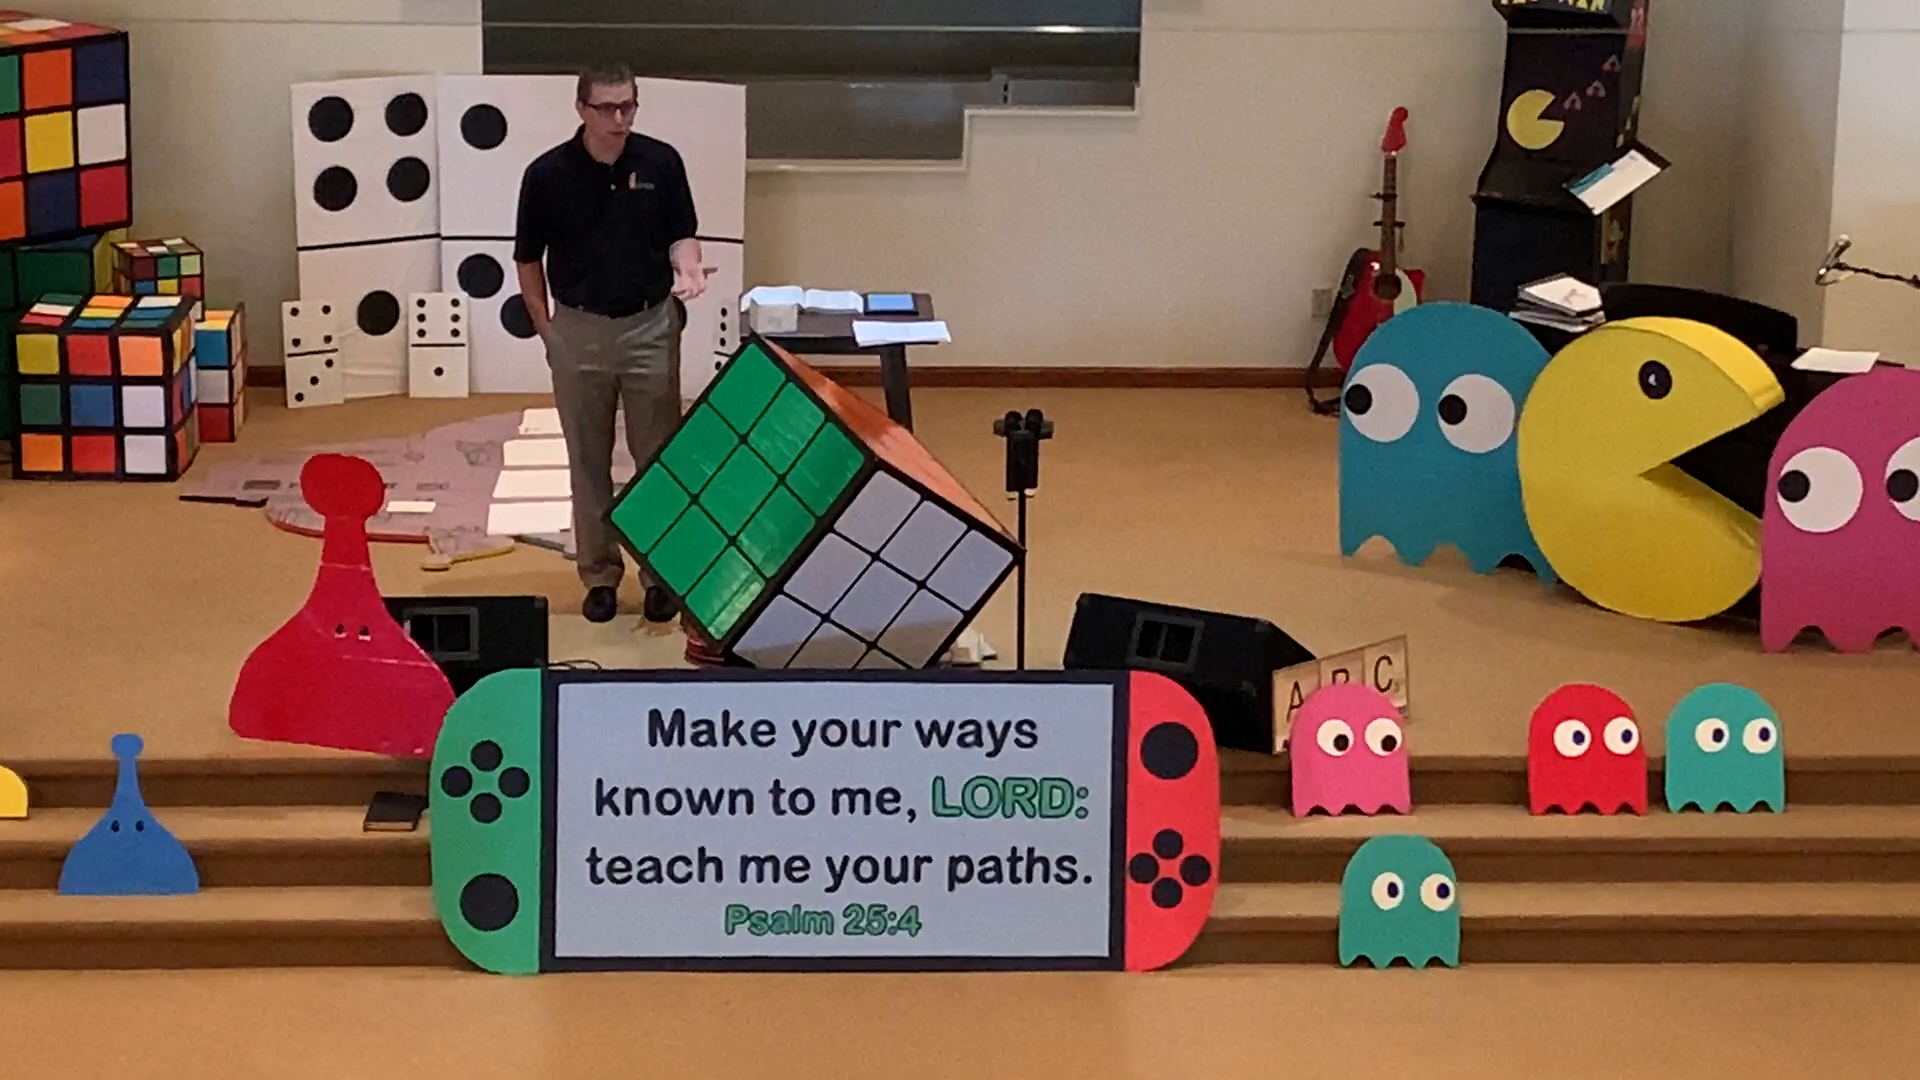 Make your ways
known to me, LORD:
teach me your paths.
Psalm 25:4
A B C